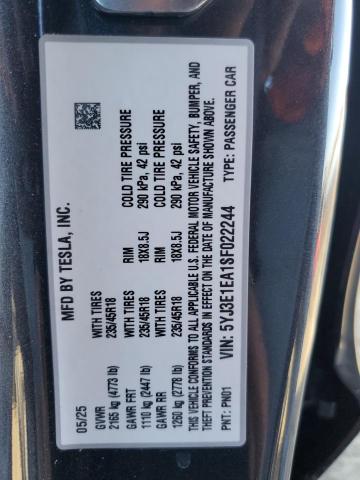 MFD BY TESLA, INC.
05/25
GVWR
2165 kg (4773 lb)
WITH TIRES RIM COLD TIRE PRESSURE
235/45R18 18X8.5J 290 kPa, 42 psi
GAWR FRT
1110 kg (2447 lb)
WITH TIRES RIM COLD TIRE PRESSURE
235/45R18 18X8.5J 290 kPa, 42 psi
GAWR RR
1260 kg (2778 lb)
THIS VEHICLE CONFORMS TO ALL APPLICABLE U.S. FEDERAL MOTOR VEHICLE SAFETY, BUMPER, AND
THEFT PREVENTION STANDARDS IN EFFECT ON THE DATE OF MANUFACTURE SHOWN ABOVE.
VIN: 5YJ3E1EA1SF022244 TYPE: PASSENGER CAR
PNT: PN01